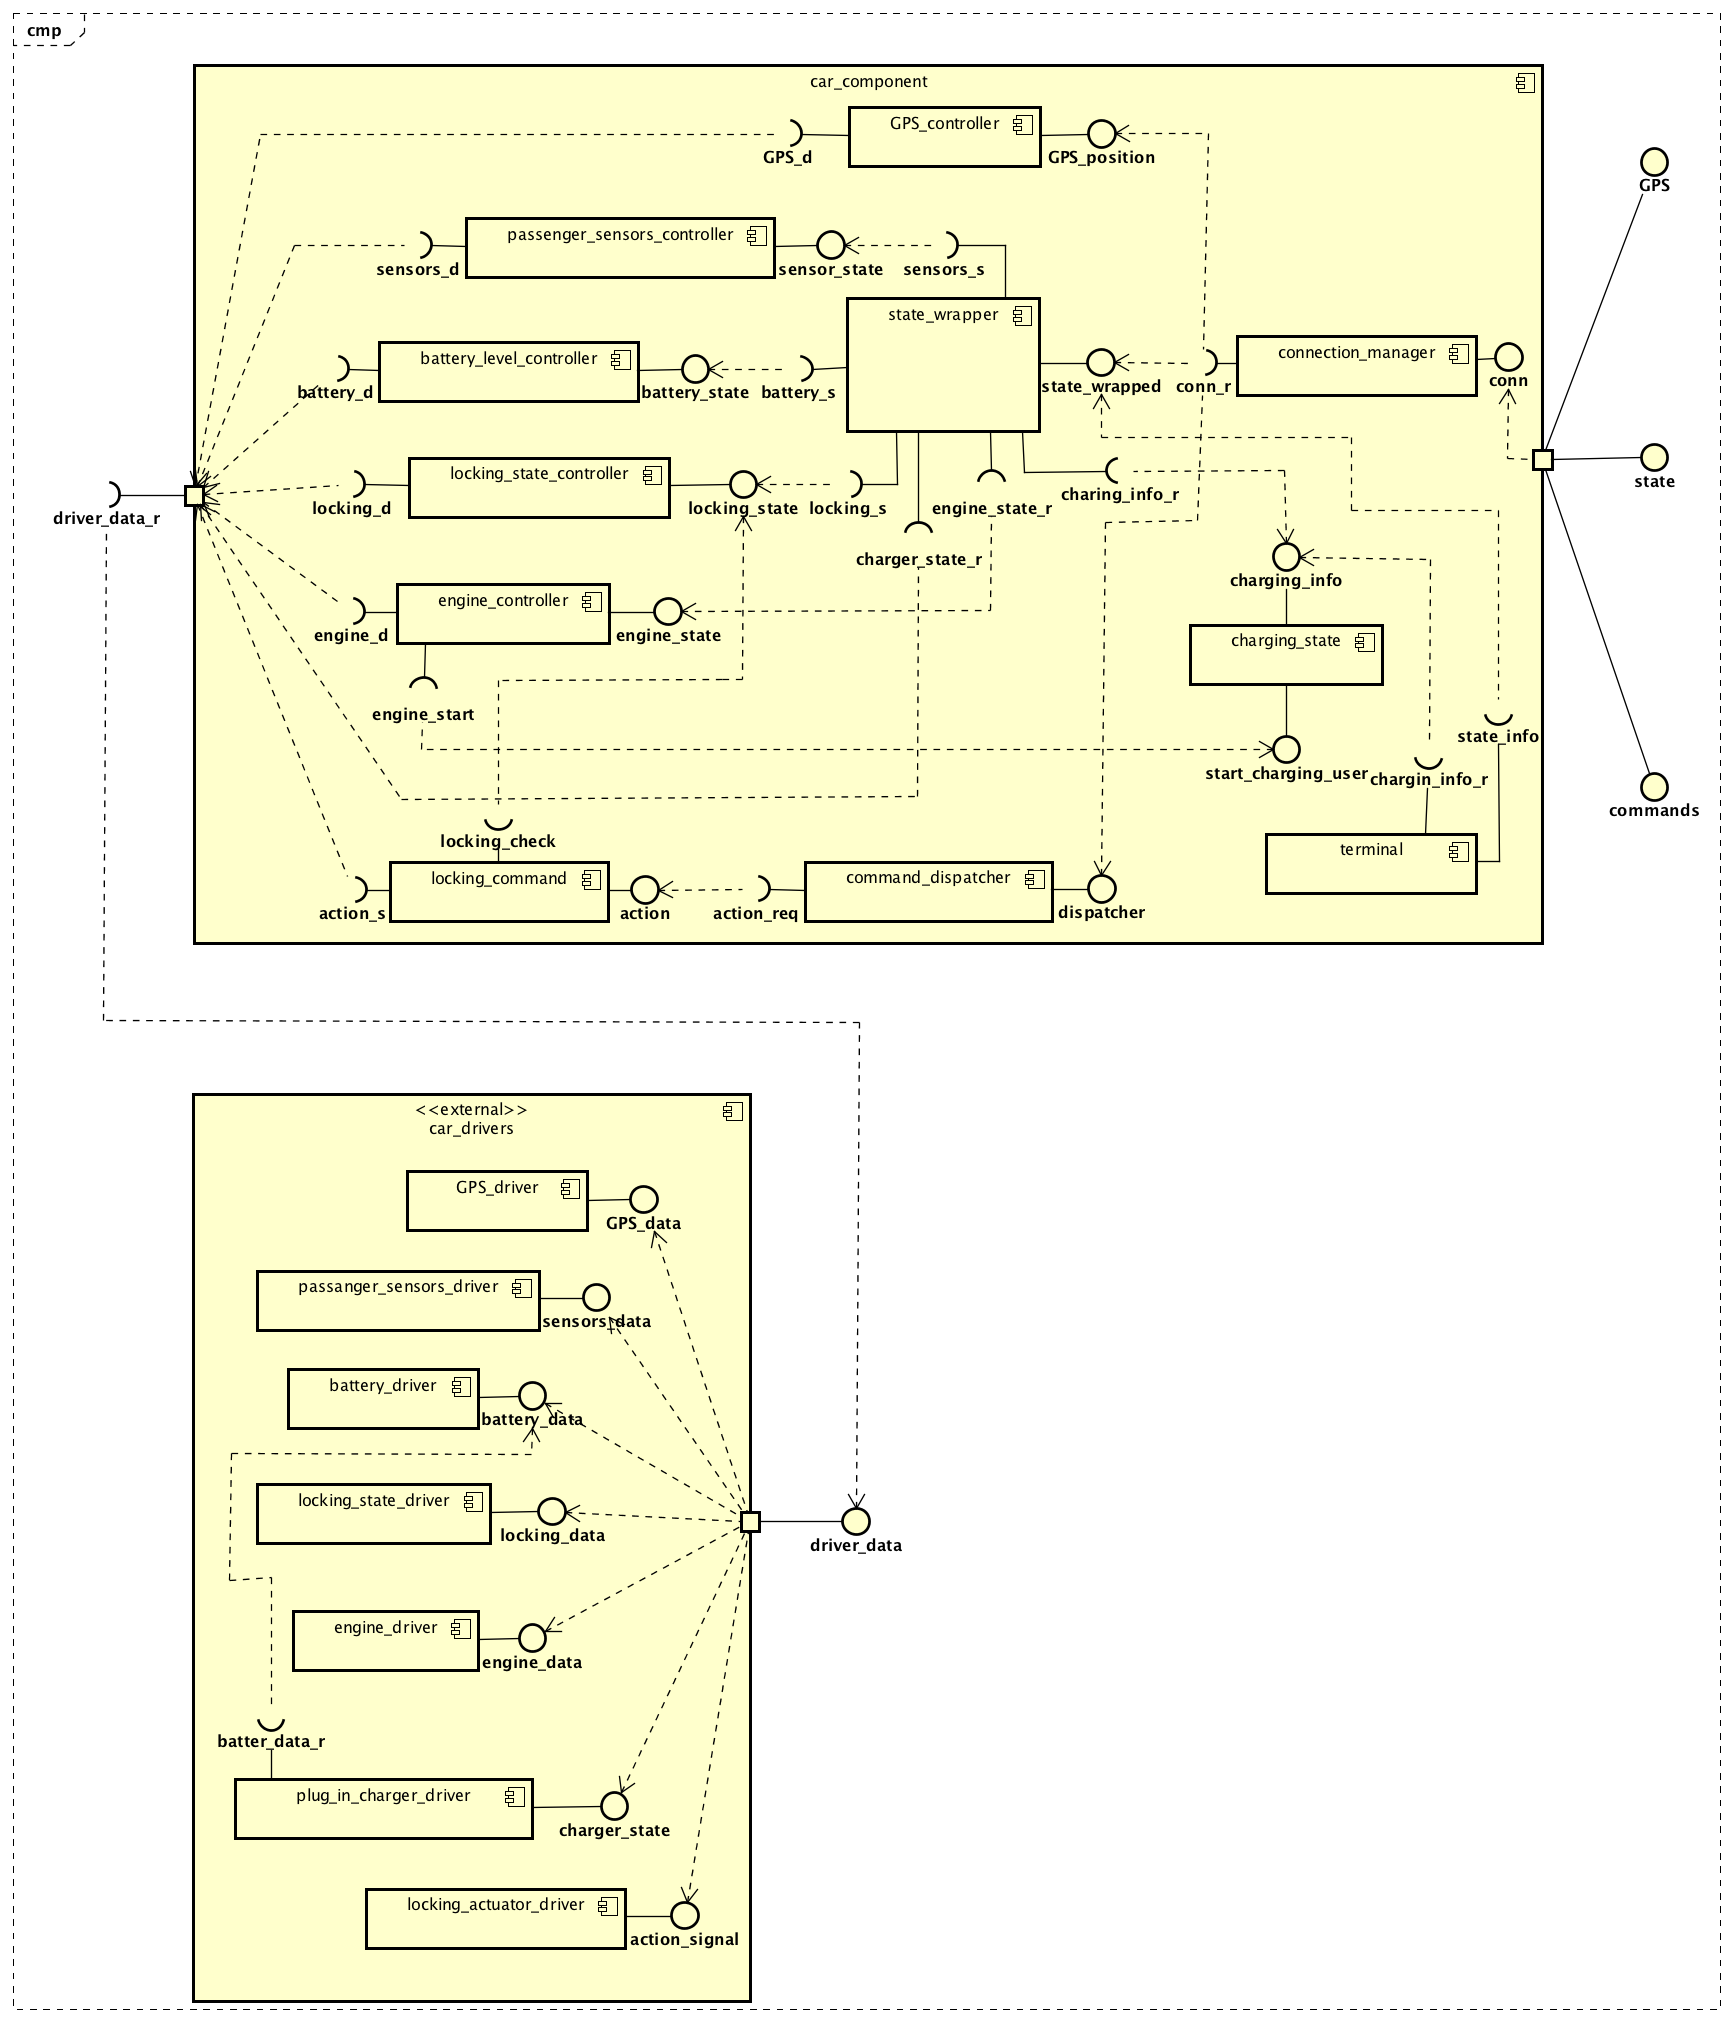 cmp
car_component
GPS_controller
GPS_d
GPS_position
GPS
passenger_sensors_controller
sensors_d
sensor_state
sensors_s
state_wrapper
battery_level_controller
connection_manager
battery_d
battery_state
battery_s
state_wrapped
conn_r
conn
locking_state_controller
state
locking_d
locking_state
locking_s
engine_state_r
charing_info_r
driver_data_r
charger_state_r
charging_info
engine_controller
engine_d
engine_state
charging_state
engine_start
state_info
start_charging_user
chargin_info_r
commands
locking_check
terminal
locking_command
command_dispatcher
action_s
action
action_req
dispatcher
<<external>>
car_drivers
GPS_driver
GPS_data
passanger_sensors_driver
sensors_data
battery_driver
battery_data
locking_state_driver
locking_data
driver_data
engine_driver
engine_data
batter_data_r
plug_in_charger_driver
charger_state
locking_actuator_driver
action_signal